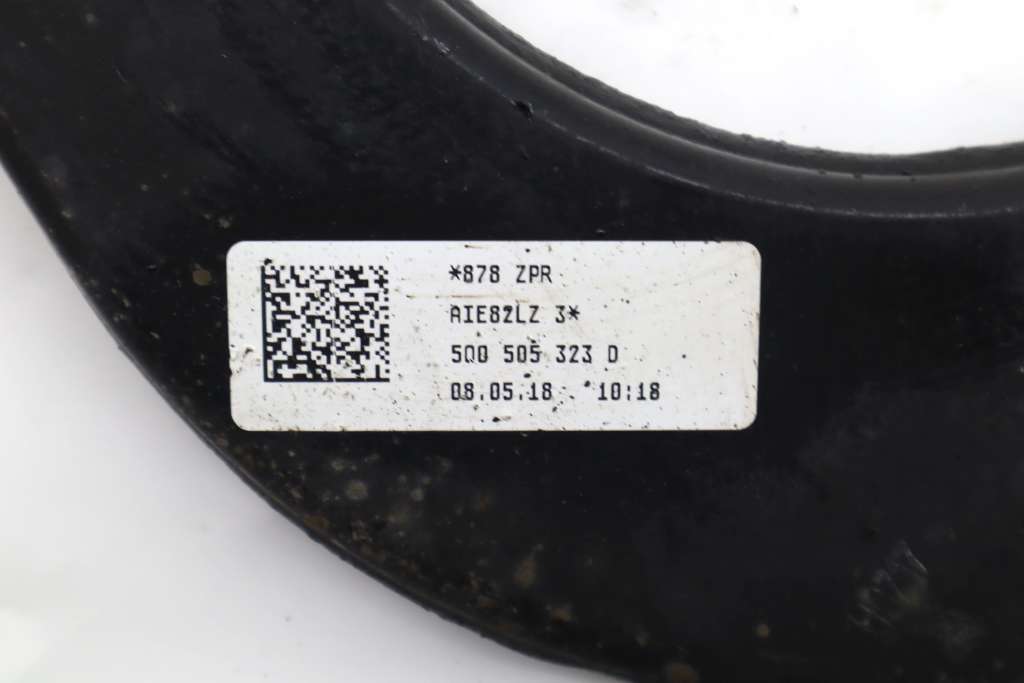 *878 ZPR
AIE82LZ 3*
5Q0 505 323 D
08.05.18 10:18